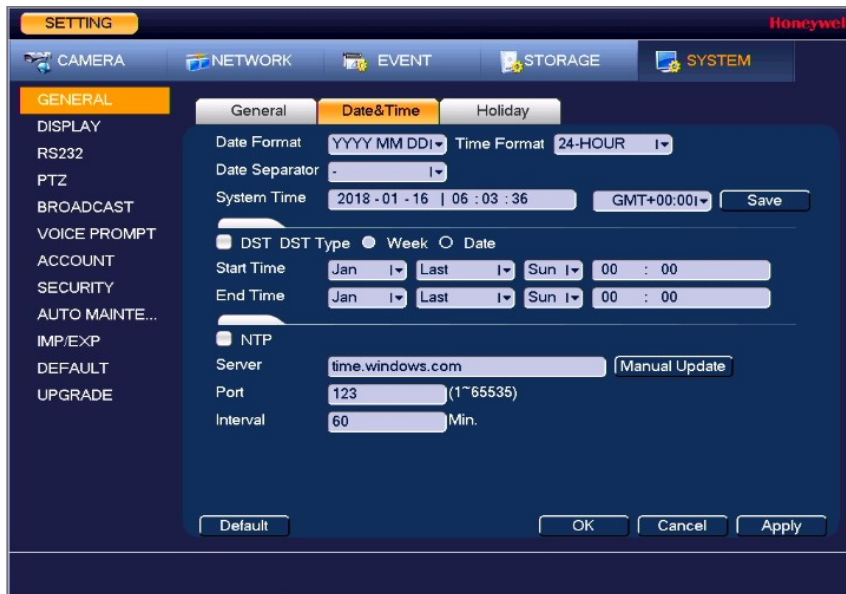 SETTING
Honeywel
CAMERA NETWORK EVENT STORAGE SYSTEM
GENERAL
DISPLAY
RS232
PTZ
BROADCAST
VOICE PROMPT
ACCOUNT
SECURITY
AUTO MAINTE...
IMP/EXP
DEFAULT
UPGRADE
General Date&Time Holiday
Date Format YYYY MM DD Time Format 24-HOUR
Date Separator -
System Time 2018 - 01 - 16 | 06 : 03 : 36 GMT+00:00 Save
DST DST Type Week Date
Start Time Jan Last Sun 00 : 00
End Time Jan Last Sun 00 : 00
NTP
Server time.windows.com Manual Update
Port 123 (1~65535)
Interval 60 Min.
Default OK Cancel Apply